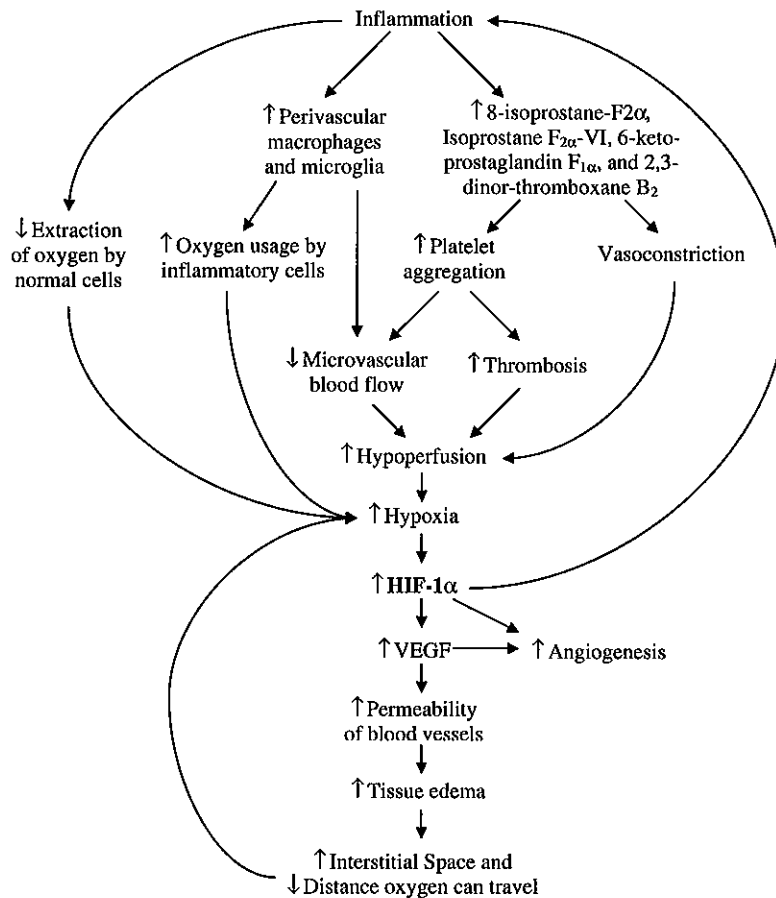 Inflammation
↑Perivascular
macrophages
and microglia
↑8-isoprostane-F2α,
Isoprostane F2α-VI, 6-keto-
prostaglandin F1α, and 2,3-
dinor-thromboxane B2
↓Extraction
of oxygen by
normal cells
↑Oxygen usage by
inflammatory cells
↑Platelet
aggregation
Vasoconstriction
↓Microvascular
blood flow
↑Thrombosis
↑Hypoperfusion
↑Hypoxia
↑HIF-1α
↑VEGF
↑Angiogenesis
↑Permeability
of blood vessels
↑Tissue edema
↑Interstitial Space and
↓Distance oxygen can travel